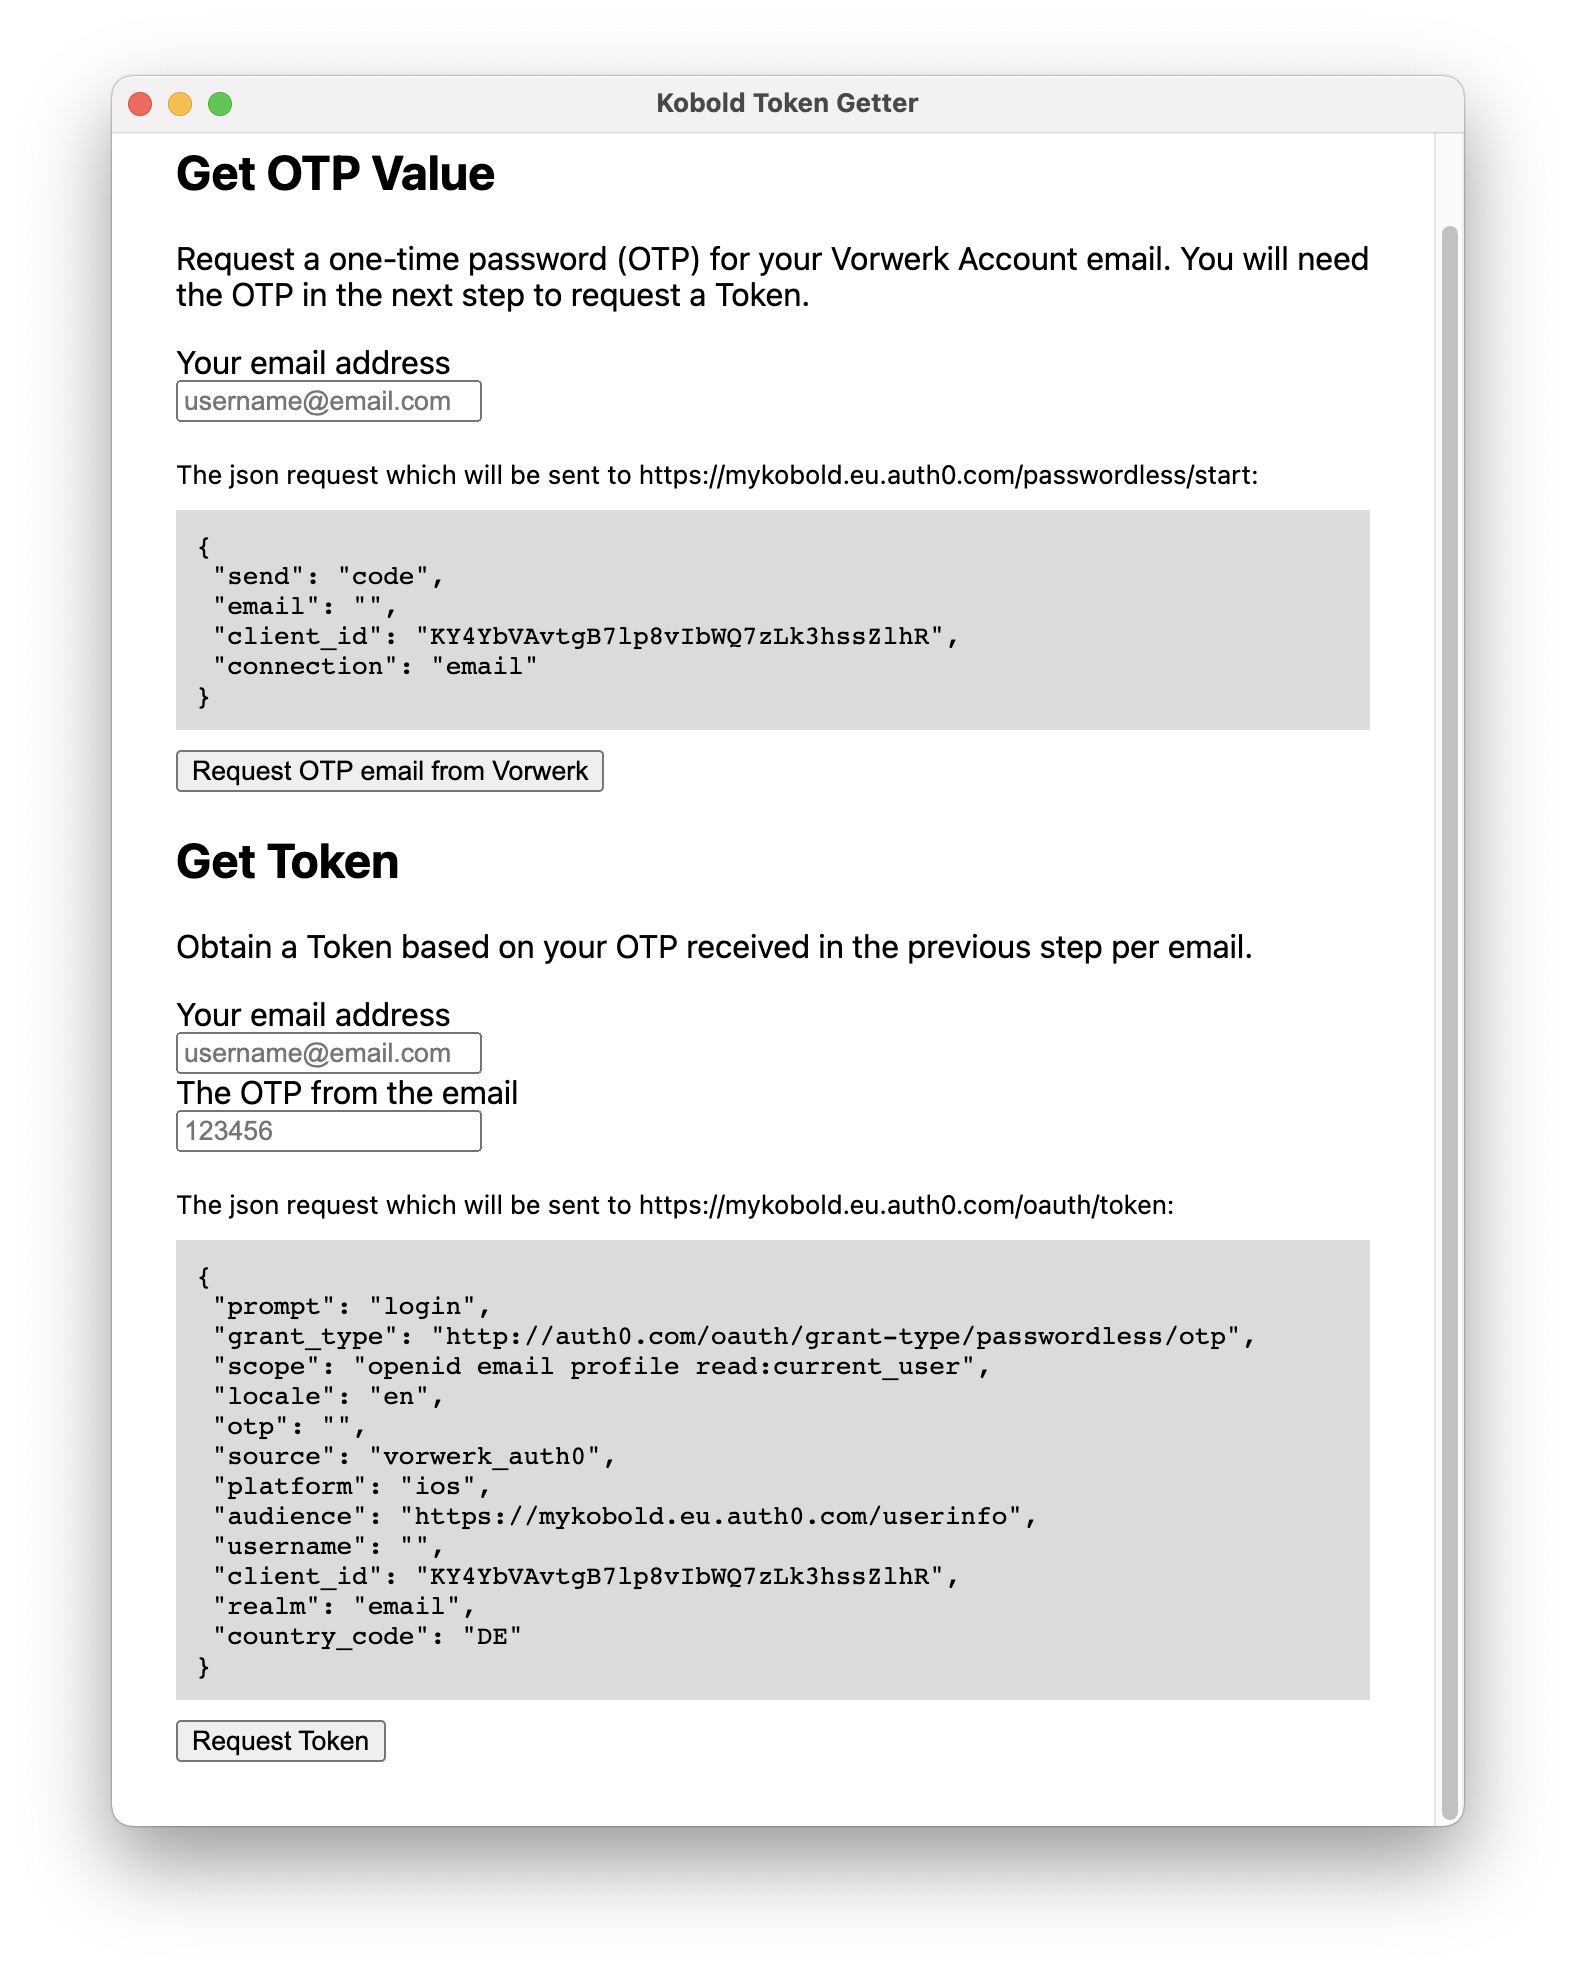 Kobold Token Getter
Get OTP Value
Request a one-time password (OTP) for your Vorwerk Account email. You will need
the OTP in the next step to request a Token.
Your email address
username@email.com
The json request which will be sent to https://mykobold.eu.auth0.com/passwordless/start:
{
"send": "code",
"email": "",
"client_id": "KY4YbVAvtgB7lp8vIbWQ7zLk3hssZlhR",
"connection": "email"
}
Request OTP email from Vorwerk
Get Token
Obtain a Token based on your OTP received in the previous step per email.
Your email address
username@email.com
The OTP from the email
123456
The json request which will be sent to https://mykobold.eu.auth0.com/oauth/token:
{
"prompt": "login",
"grant_type": "http://auth0.com/oauth/grant-type/passwordless/otp",
"scope": "openid email profile read:current_user",
"locale": "en",
"otp": "",
"source": "vorwerk_auth0",
"platform": "ios",
"audience": "https://mykobold.eu.auth0.com/userinfo",
"username": "",
"client_id": "KY4YbVAvtgB7lp8vIbWQ7zLk3hssZlhR",
"realm": "email",
"country_code": "DE"
}
Request Token